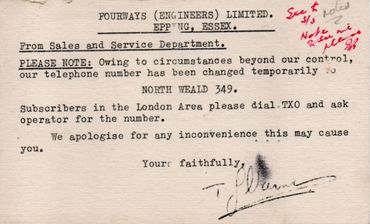 FOURWAYS (ENGINEERS) LIMITED.
EPPING, ESSEX.
From Sales and Service Department.
PLEASE NOTE: Owing to circumstances beyond our control,
our telephone number has been changed temporarily to
NORTH WEALD 349.
Subscribers in the London Area please dial TXO and ask
operator for the number.
We apologise for any inconvenience this may cause
you.
Yours faithfully,
Noted